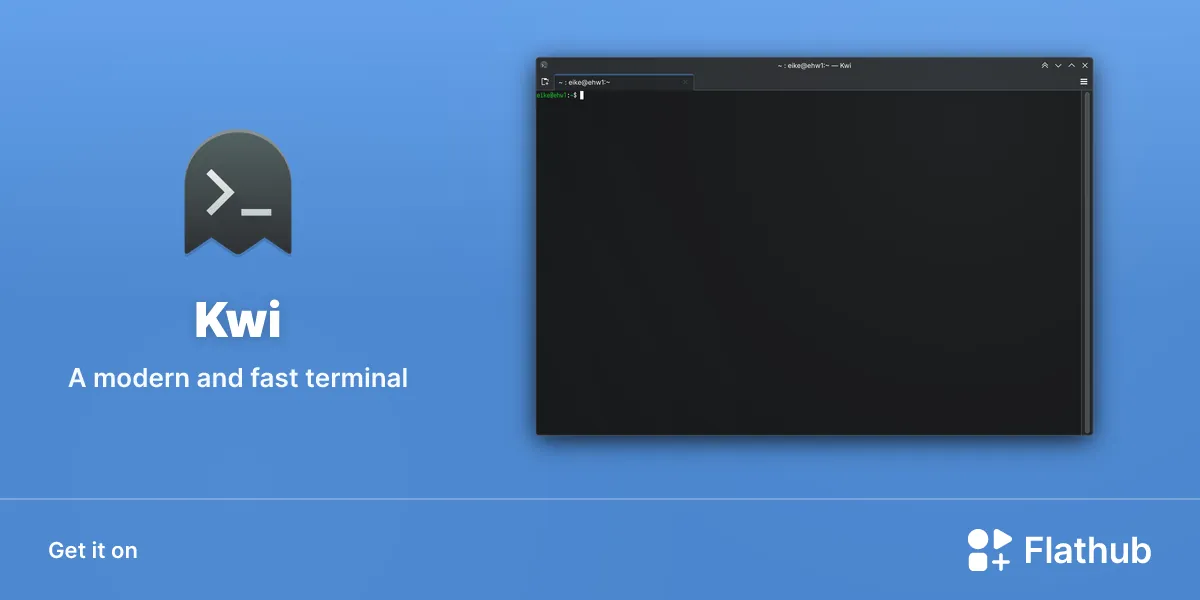 Kwi
A modern and fast terminal
~ : eike@ehw1:~ — Kwi
~ : eike@ehw1:~
eike@ehw1:~$
Get it on
Flathub